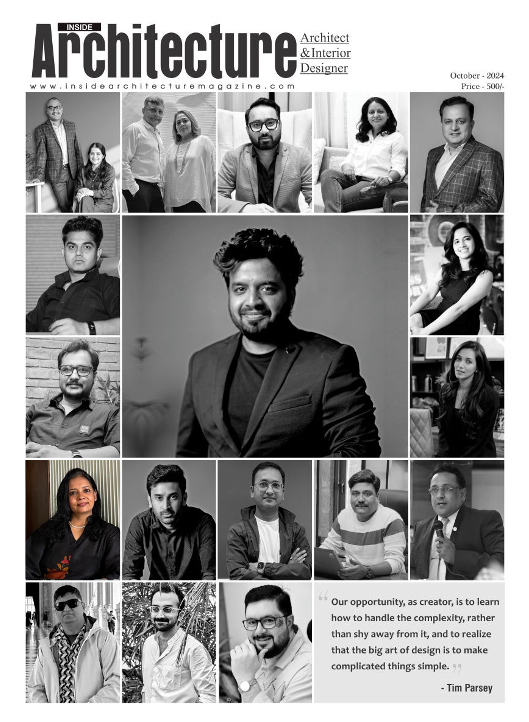 INSIDE
Architecture
Architect
&Interior
Designer
www.insidearchitecturemagazine.com
October - 2024
Price - 500/-
“ Our opportunity, as creator, is to learn
how to handle the complexity, rather
than shy away from it, and to realize
that the big art of design is to make
complicated things simple. ”
- Tim Parsey